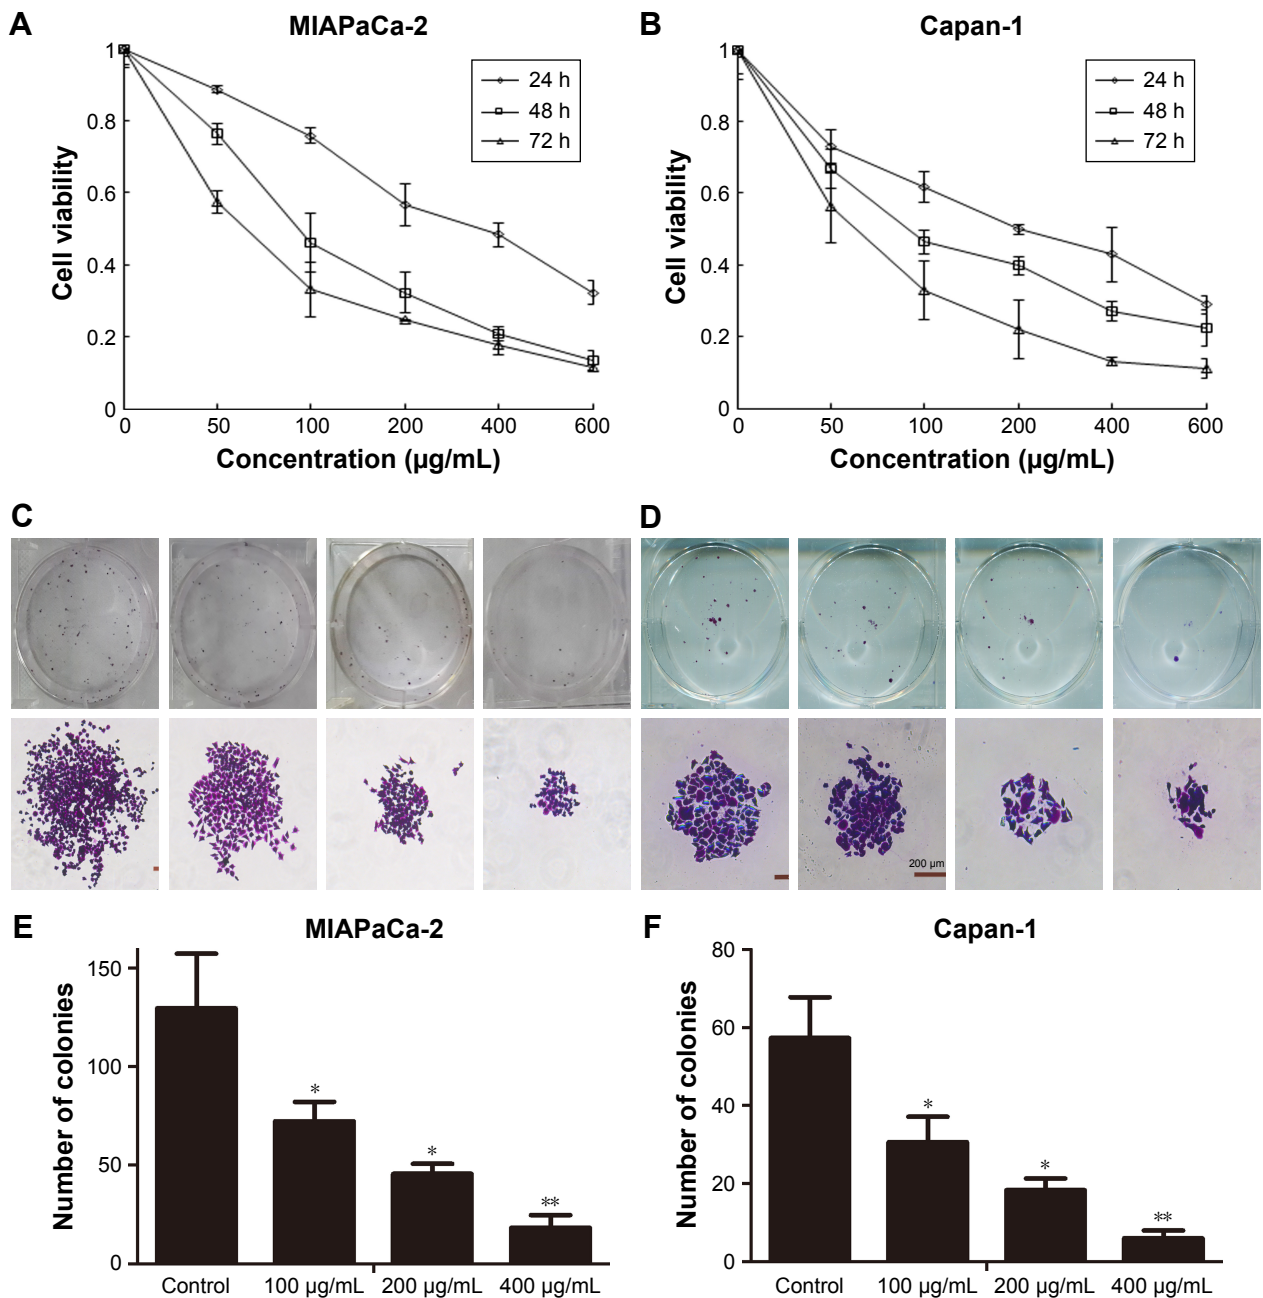 A
MIAPaCa-2
1
0.8
0.6
0.4
0.2
0
Cell viability
24 h
48 h
72 h
0 50 100 200 400 600
Concentration (µg/mL)
B
Capan-1
1
0.8
0.6
0.4
0.2
0
Cell viability
24 h
48 h
72 h
0 50 100 200 400 600
Concentration (µg/mL)
C
D
200 µm
E
MIAPaCa-2
150
100
50
0
Number of colonies
*
*
**
Control 100 µg/mL 200 µg/mL 400 µg/mL
F
Capan-1
80
60
40
20
0
Number of colonies
*
*
**
Control 100 µg/mL 200 µg/mL 400 µg/mL